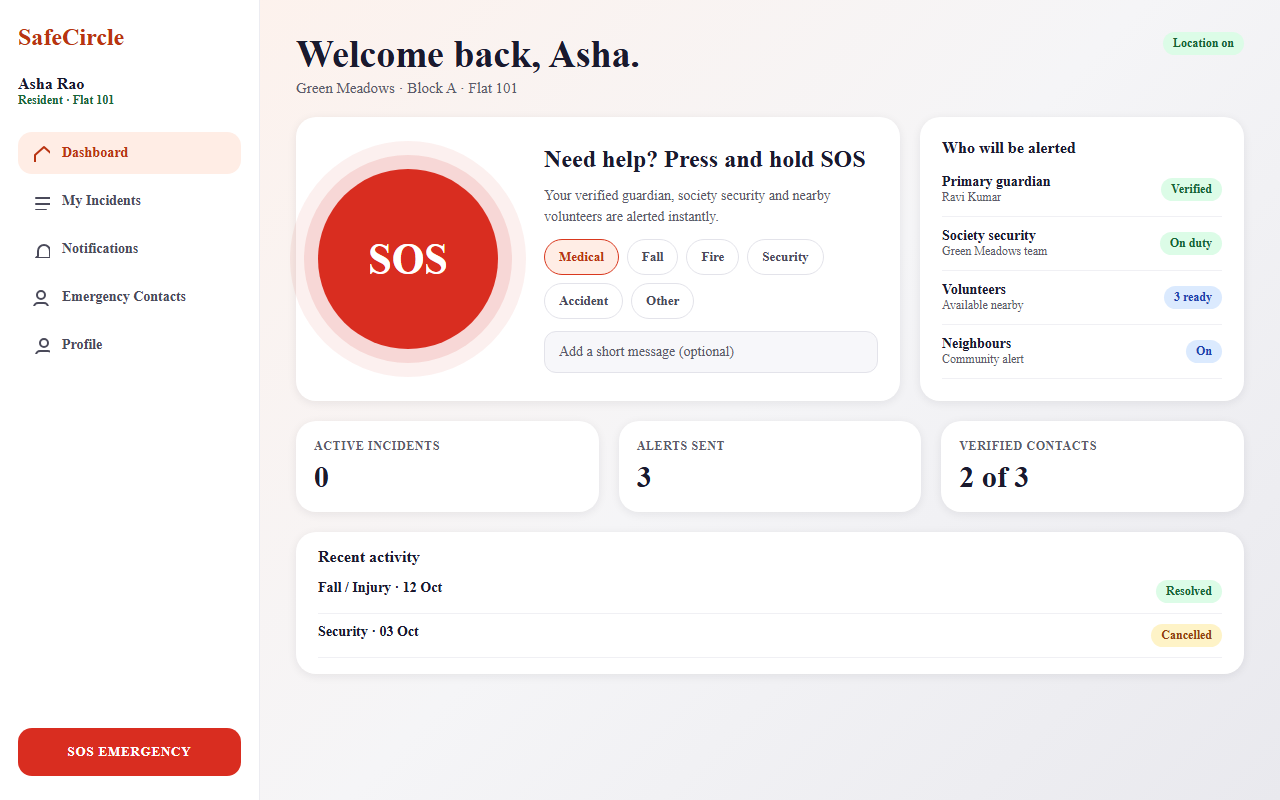 SafeCircle
Asha Rao
Resident · Flat 101
Dashboard
My Incidents
Notifications
Emergency Contacts
Profile
SOS EMERGENCY
Welcome back, Asha.
Green Meadows · Block A · Flat 101
Location on
SOS
Need help? Press and hold SOS
Your verified guardian, society security and nearby
volunteers are alerted instantly.
Medical Fall Fire Security
Accident Other
Add a short message (optional)
Who will be alerted
Primary guardian
Ravi Kumar
Verified
Society security
Green Meadows team
On duty
Volunteers
Available nearby
3 ready
Neighbours
Community alert
On
ACTIVE INCIDENTS
0
ALERTS SENT
3
VERIFIED CONTACTS
2 of 3
Recent activity
Fall / Injury · 12 Oct
Resolved
Security · 03 Oct
Cancelled